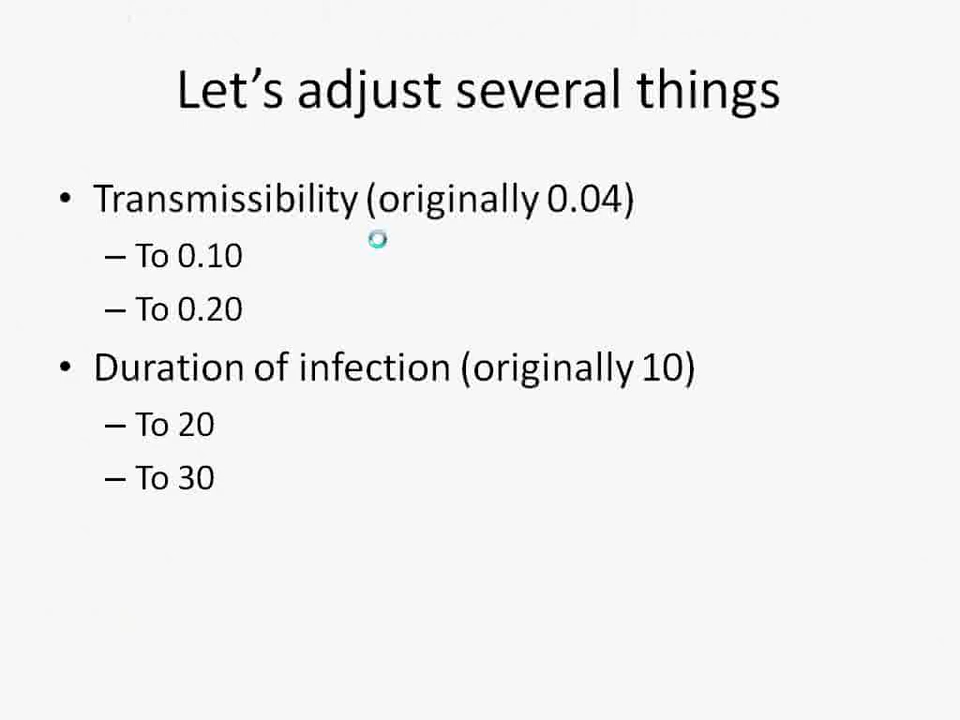 Let's adjust several things
• Transmissibility (originally 0.04)
– To 0.10
– To 0.20
• Duration of infection (originally 10)
– To 20
– To 30